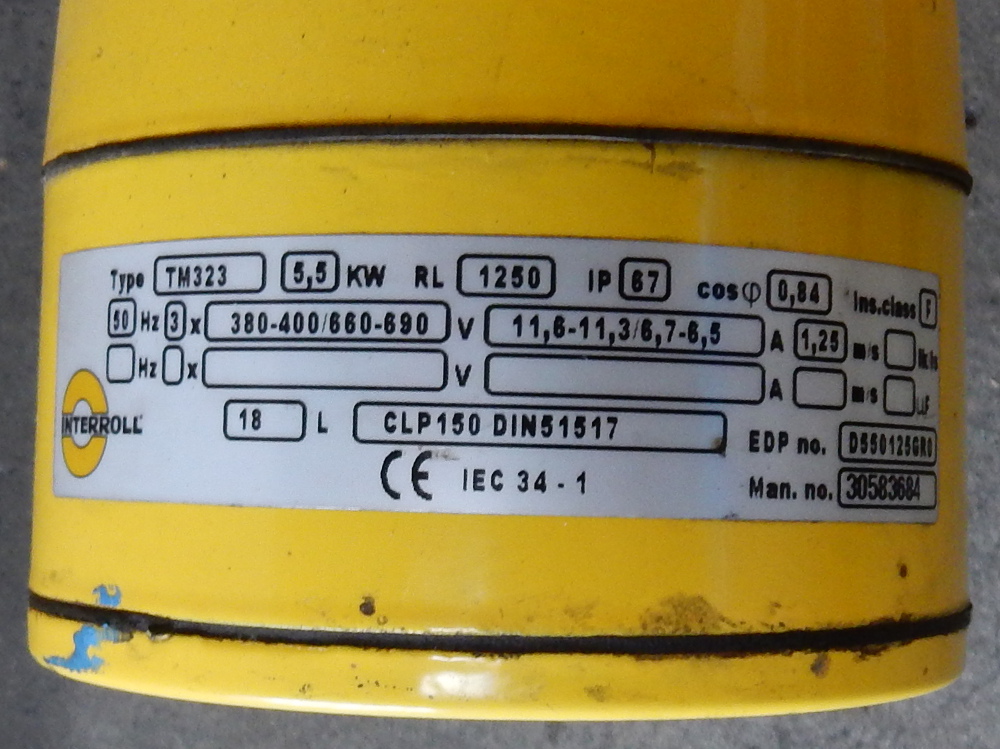 Type TM323 5,5 KW RL 1250 IP 67 cosφ 0,84 Ins.class F
50 Hz 3 x 380-400/660-690 V 11,6-11,3/6,7-6,5 A 1,25 m/s
Hz x V A m/s µF
INTERROLL 18 L CLP150 DIN51517 EDP no. D550125GR0
CE IEC 34 - 1 Man. no. 30583684